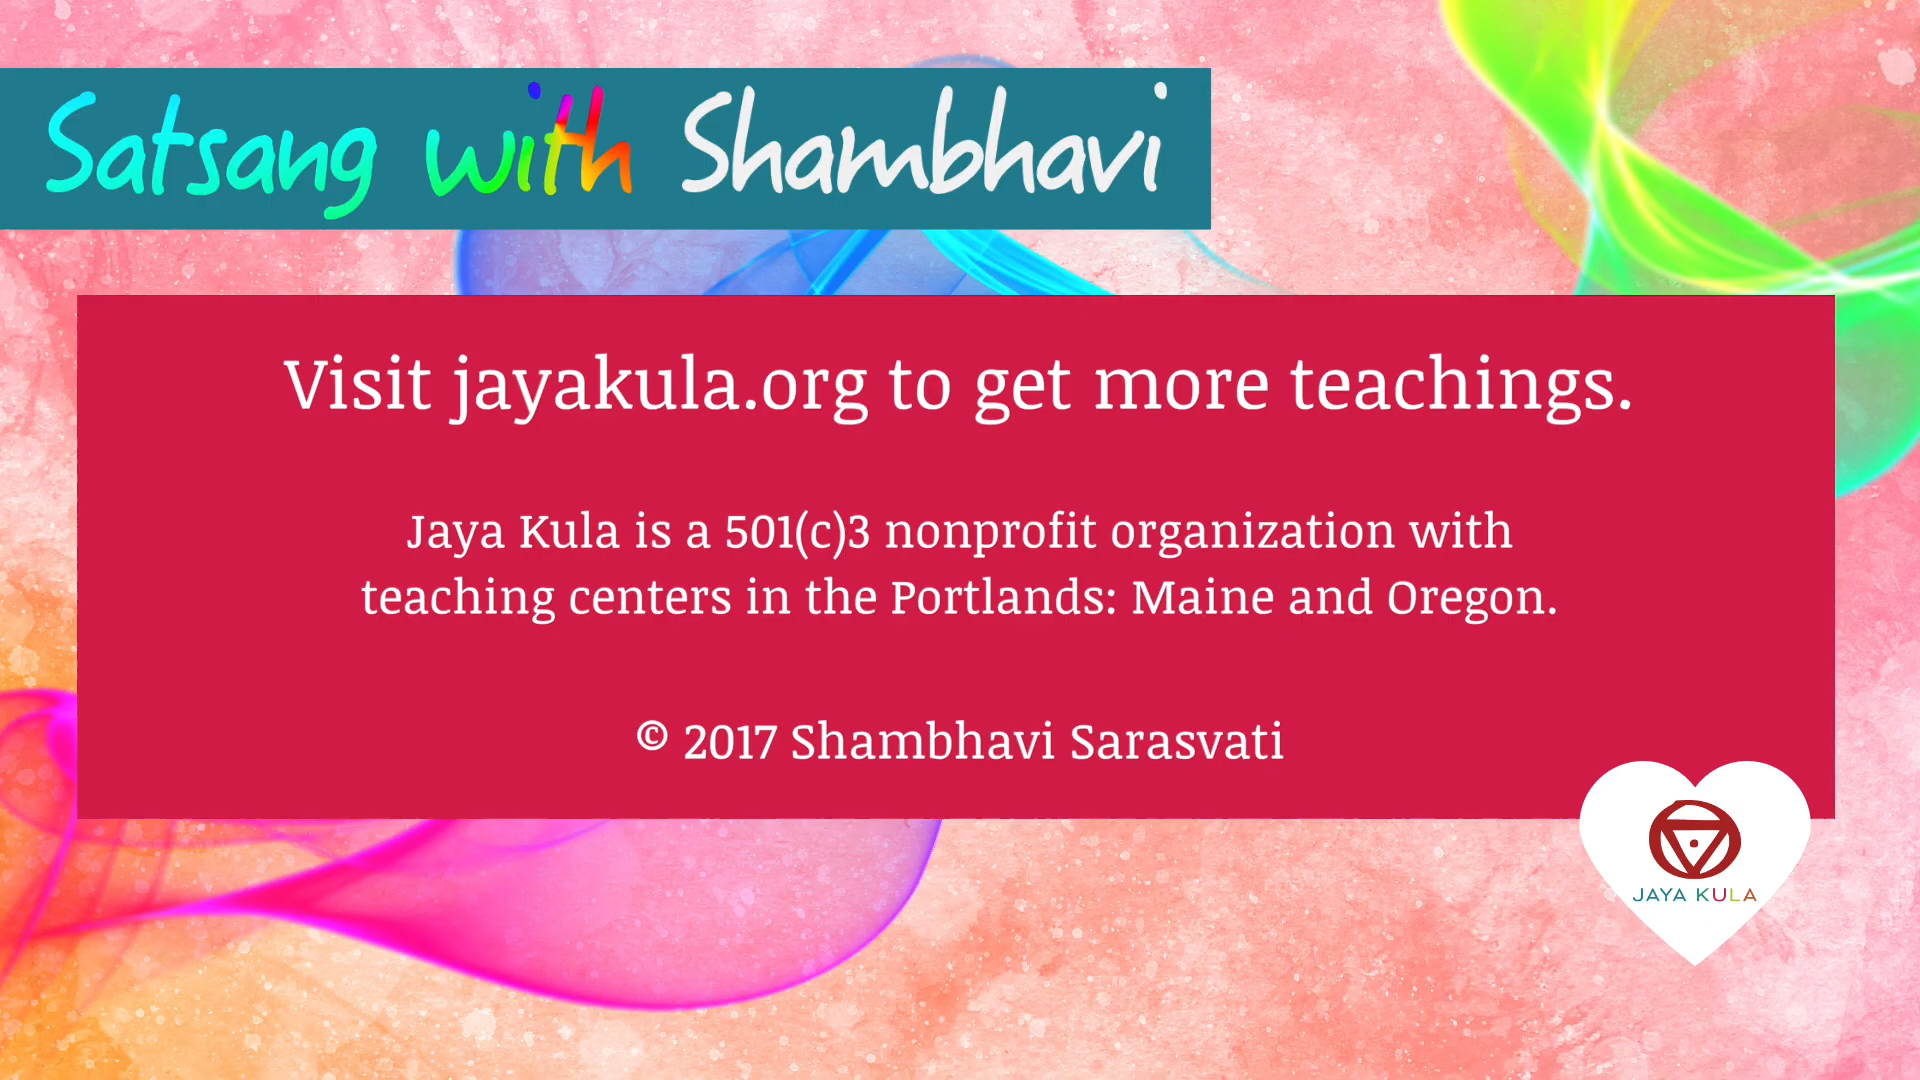 Satsang with Shambhavi
Visit jayakula.org to get more teachings.
Jaya Kula is a 501(c)3 nonprofit organization with
teaching centers in the Portlands: Maine and Oregon.
© 2017 Shambhavi Sarasvati
JAYA KULA